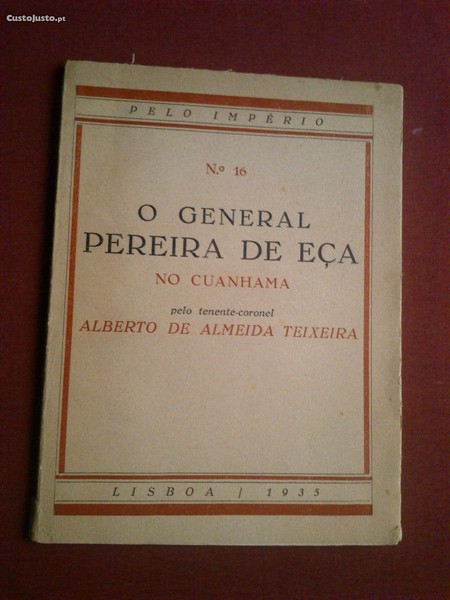 CustoJusto.pt
PELO IMPÉRIO
N.º 16
O GENERAL
PEREIRA DE EÇA
NO CUANHAMA
pelo tenente-coronel
ALBERTO DE ALMEIDA TEIXEIRA
LISBOA / 1935